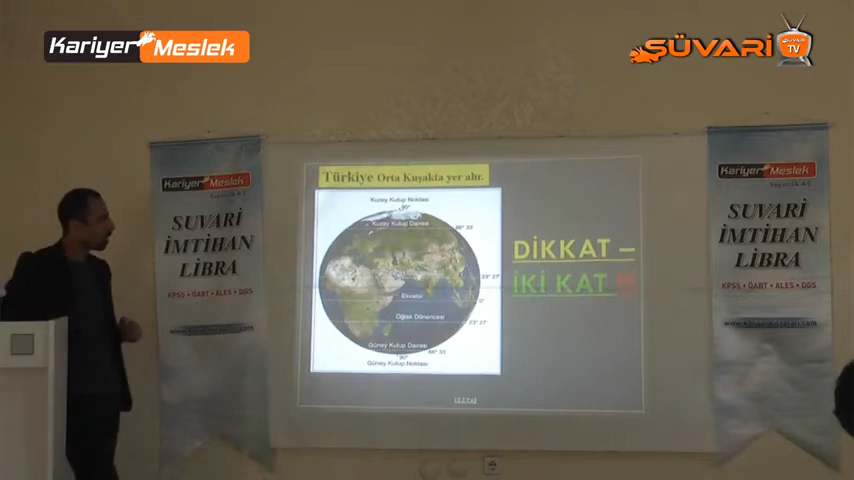 Kariyer Meslek
SÜVARİ
SÜVARİ
TV
Kariyer Meslek
SUVARİ
İMTİHAN
LİBRA
KPSS • ÖABT • ALES • DGS
Türkiye Orta Kuşakta yer alır.
Kuzey Kutup Noktası
90°
Kuzey Kutup Dairesi
66° 33'
23° 27'
Ekvator
0°
Oğlak Dönencesi
23° 27'
Güney Kutup Dairesi
66° 33'
90°
Güney Kutup Noktası
DİKKAT –
İKİ KAT
Kariyer Meslek
SUVARİ
İMTİHAN
LİBRA
KPSS • ÖABT • ALES • DGS